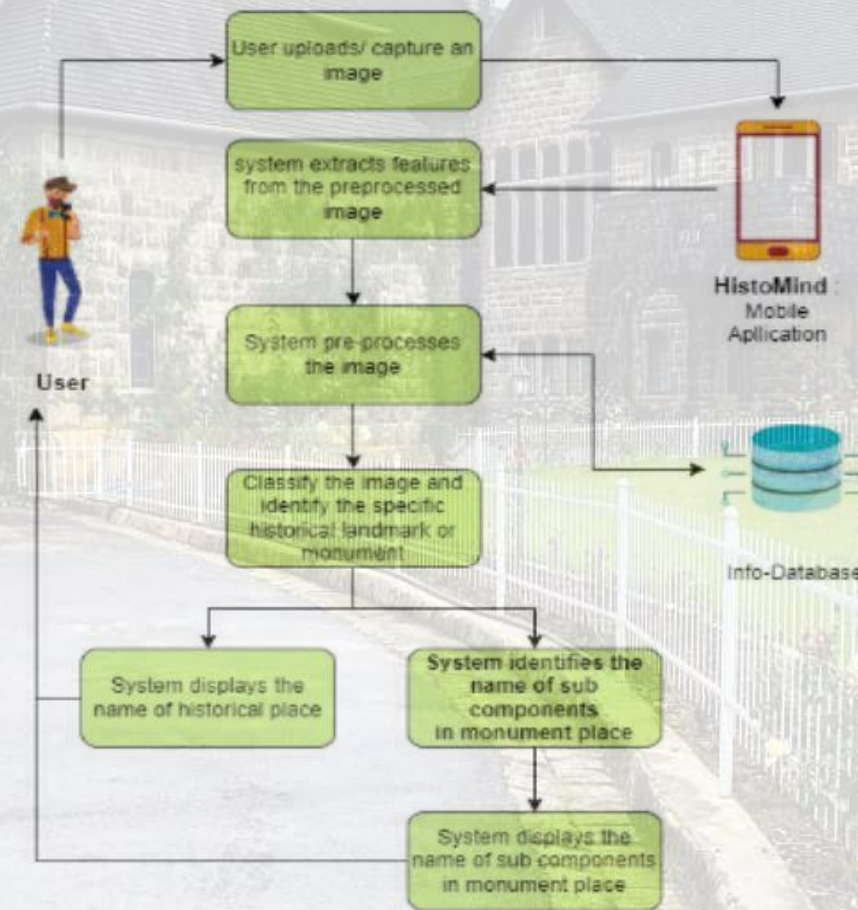 User uploads/ capture an
image
system extracts features
from the preprocessed
image
HistoMind :
Mobile
Apllication
System pre-processes
the image
User
Classify the image and
identify the specific
historical landmark or
monument
Info-Database
System displays the
name of historical place
System identifies the
name of sub
components
in monument place
System displays the
name of sub components
in monument place